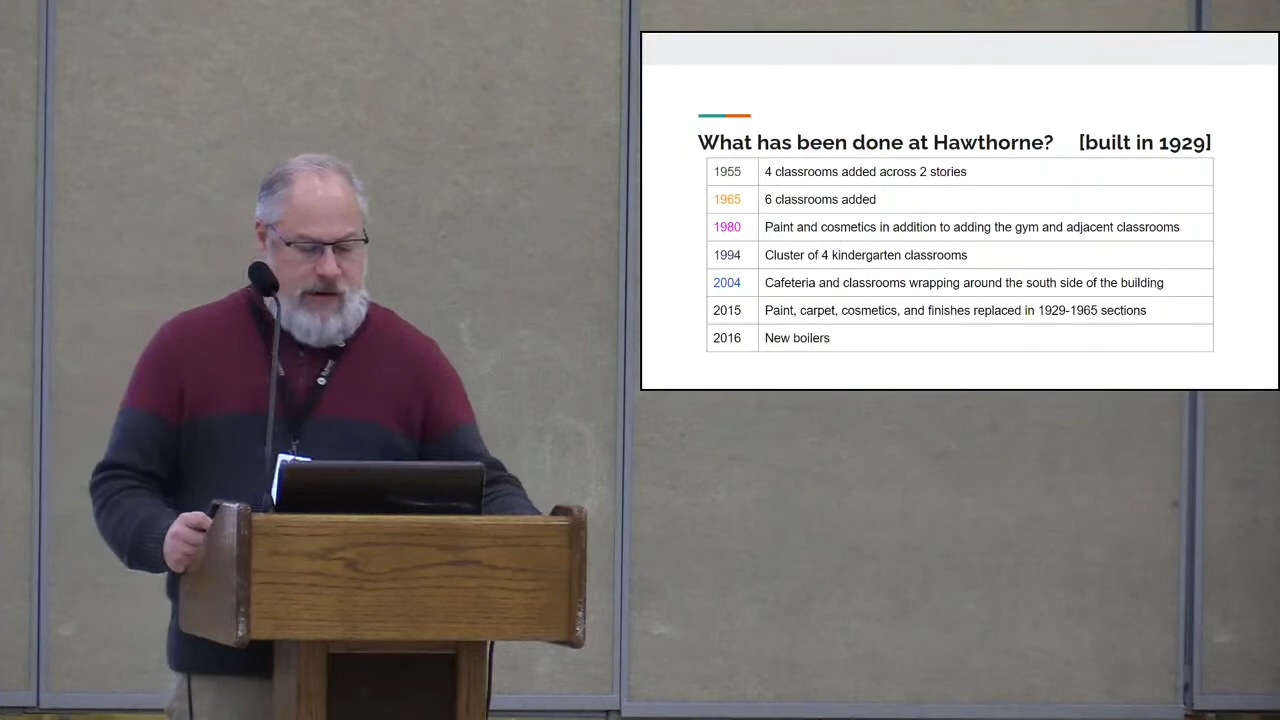 What has been done at Hawthorne? [built in 1929]
1955 4 classrooms added across 2 stories
1965 6 classrooms added
1980 Paint and cosmetics in addition to adding the gym and adjacent classrooms
1994 Cluster of 4 kindergarten classrooms
2004 Cafeteria and classrooms wrapping around the south side of the building
2015 Paint, carpet, cosmetics, and finishes replaced in 1929-1965 sections
2016 New boilers